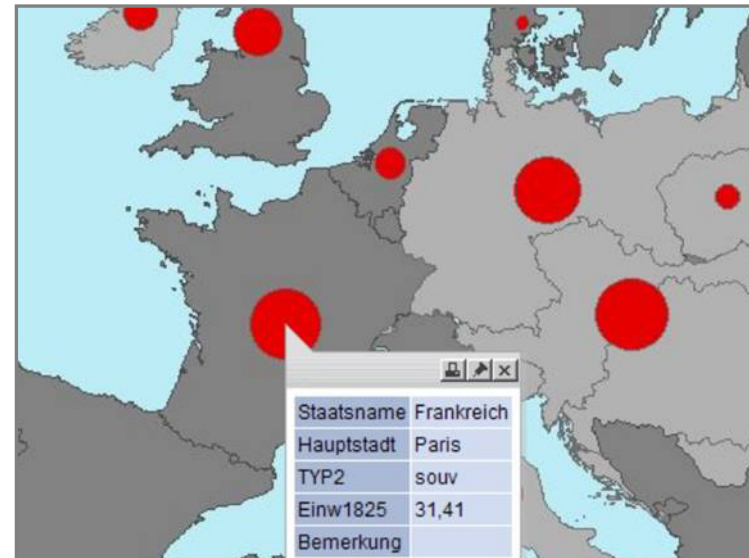 Staatsname Frankreich
Hauptstadt Paris
TYP2 souv
Einw1825 31,41
Bemerkung